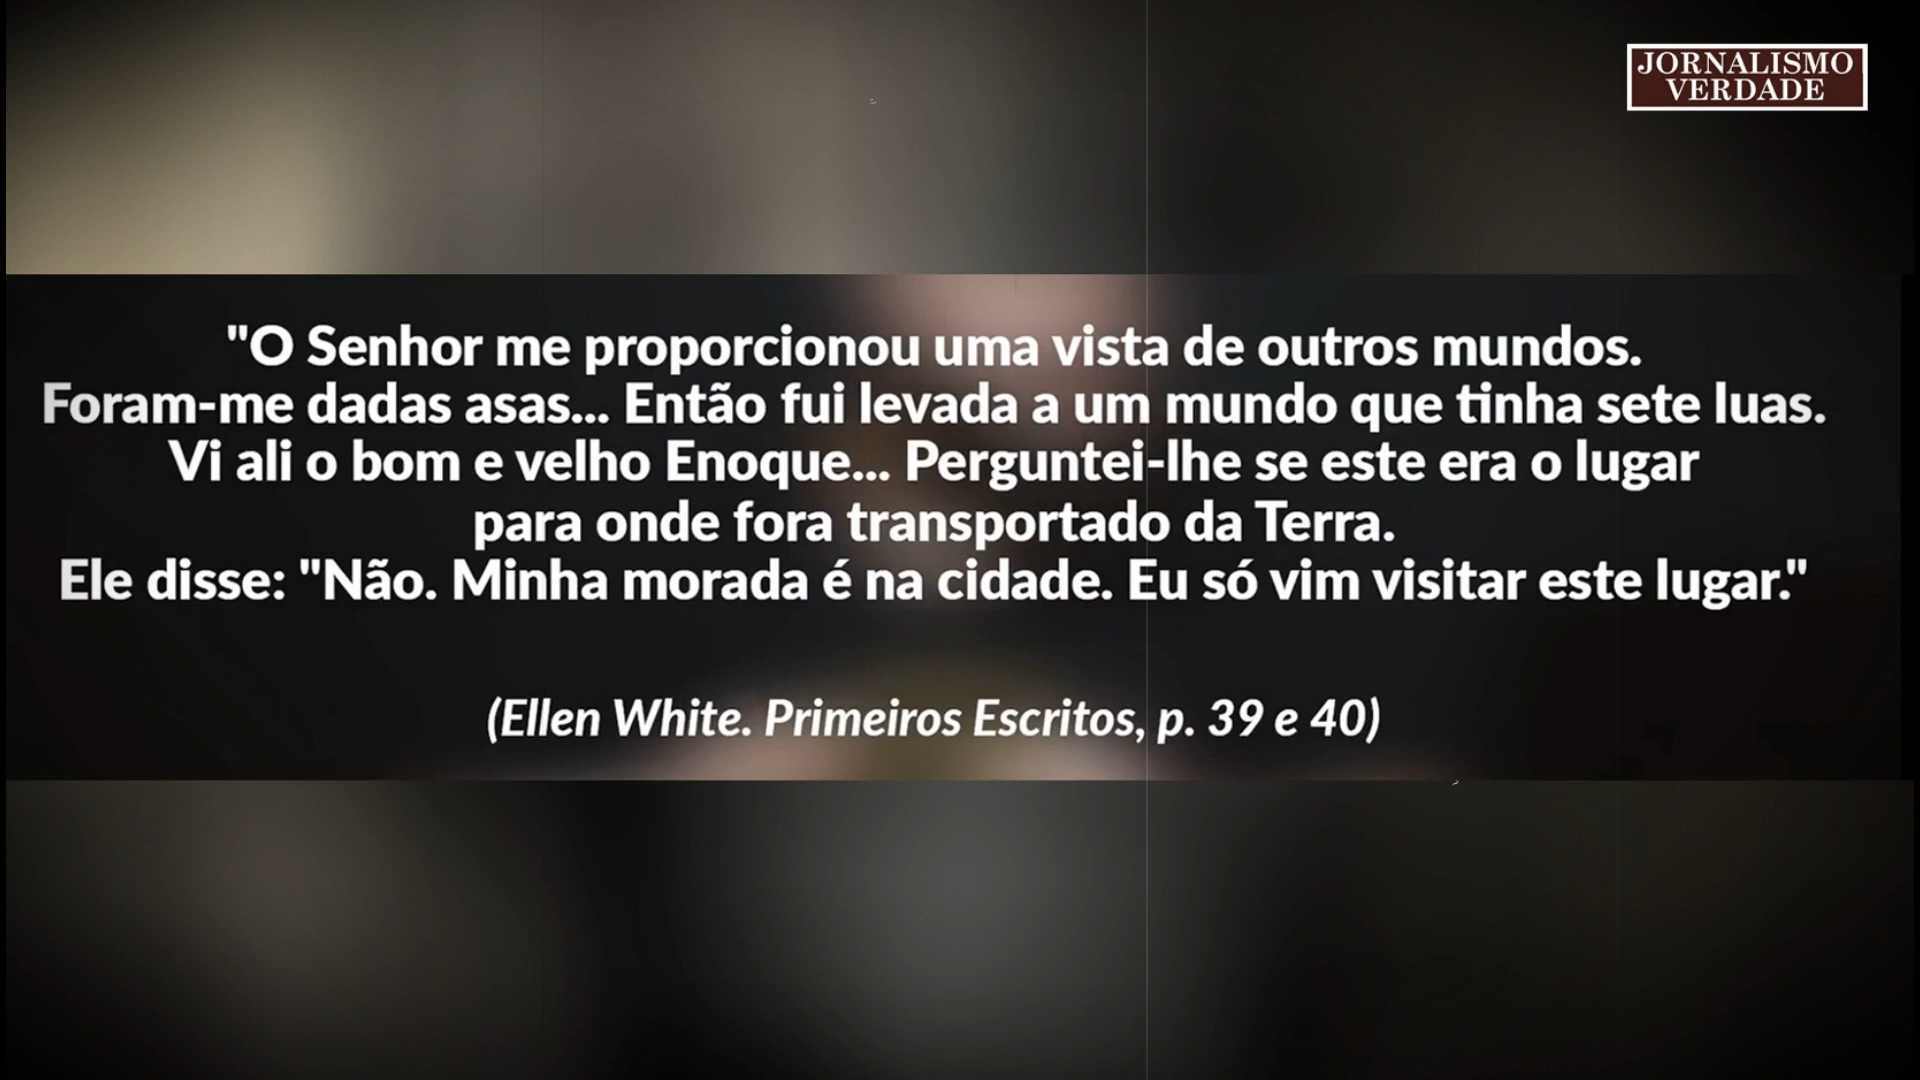 JORNALISMO
VERDADE
"O Senhor me proporcionou uma vista de outros mundos.
Foram-me dadas asas... Então fui levada a um mundo que tinha sete luas.
Vi ali o bom e velho Enoque... Perguntei-lhe se este era o lugar
para onde fora transportado da Terra.
Ele disse: "Não. Minha morada é na cidade. Eu só vim visitar este lugar."
(Ellen White. Primeiros Escritos, p. 39 e 40)